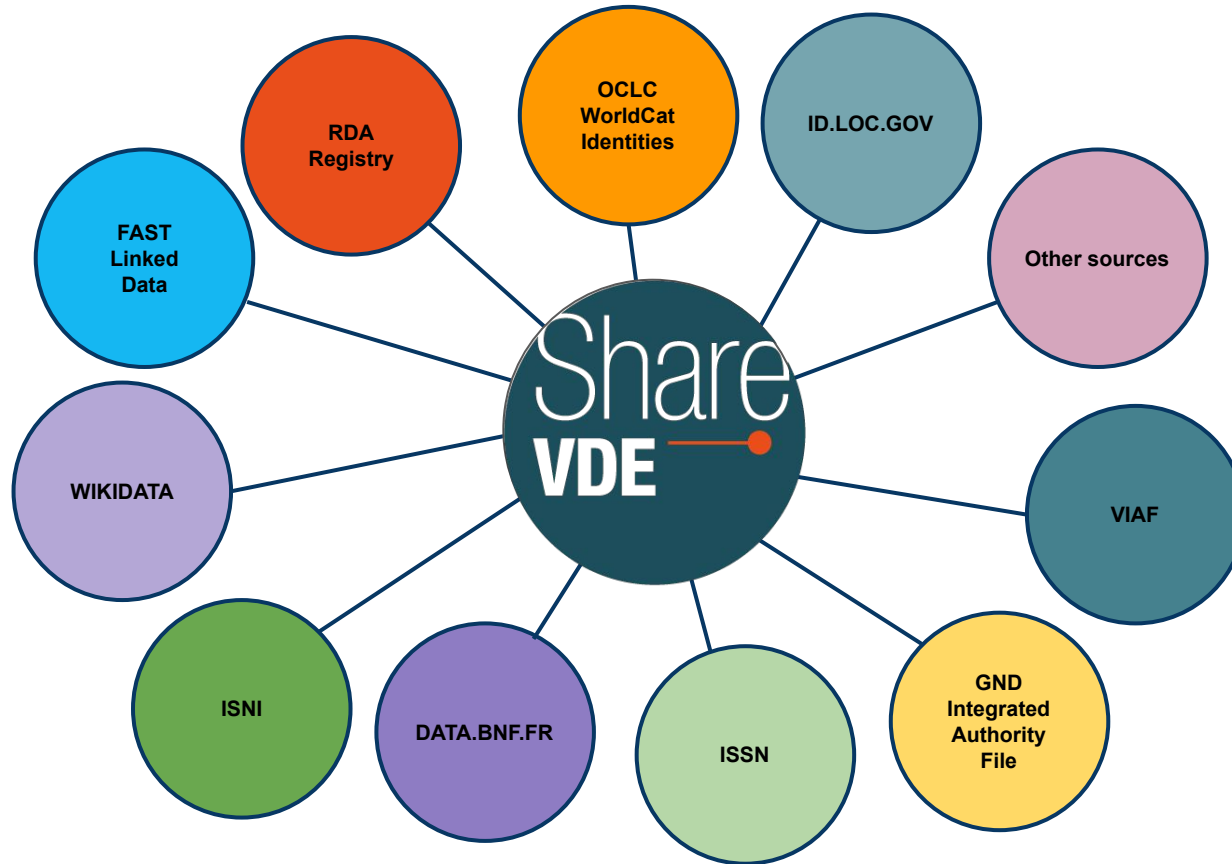 OCLC
WorldCat
Identities
ID.LOC.GOV
RDA
Registry
FAST
Linked
Data
Other sources
Share
VDE
WIKIDATA
VIAF
ISNI
DATA.BNF.FR
ISSN
GND
Integrated
Authority
File